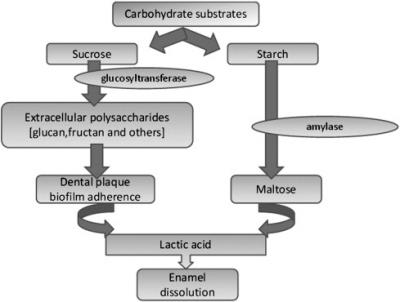 Carbohydrate substrates
Sucrose
Starch
glucosyltransferase
Extracellular polysaccharides
[glucan,fructan and others]
amylase
Dental plaque
biofilm adherence
Maltose
Lactic acid
Enamel
dissolution